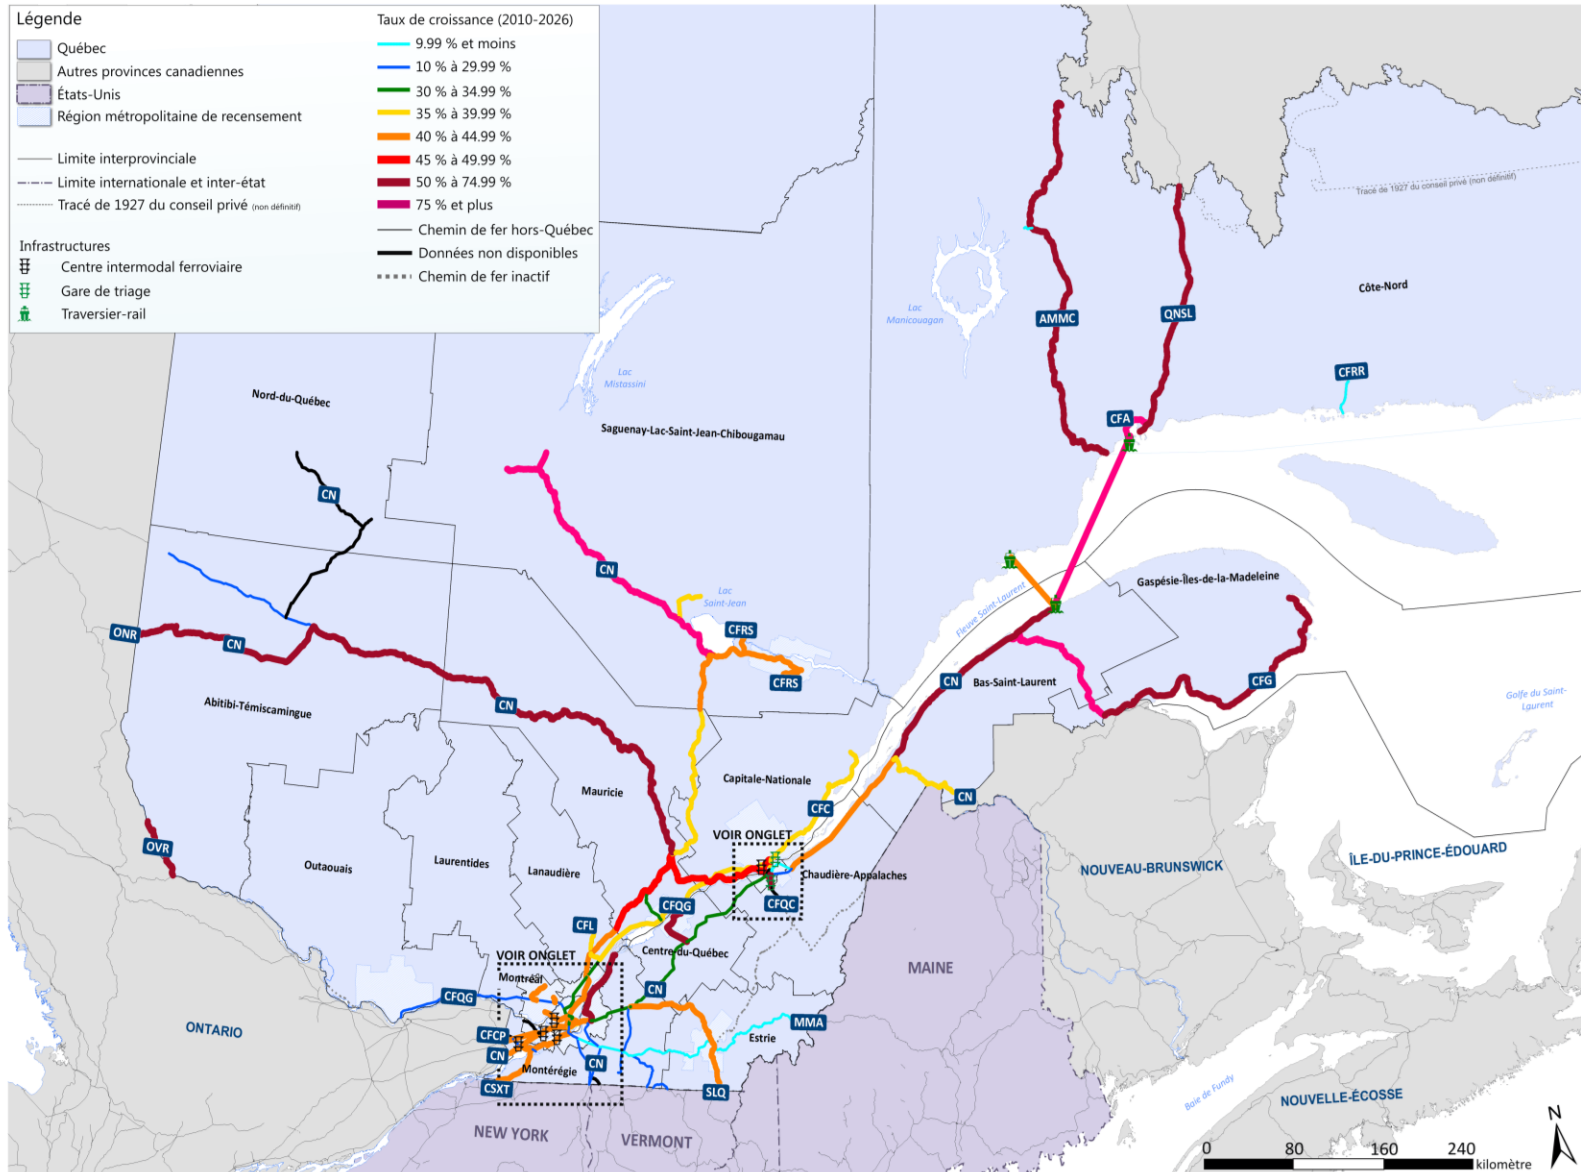 Légende
Québec
Autres provinces canadiennes
États-Unis
Région métropolitaine de recensement
Limite interprovinciale
Limite internationale et inter-état
Tracé de 1927 du conseil privé (non définitif)
Infrastructures
Centre intermodal ferroviaire
Gare de triage
Traversier-rail
Taux de croissance (2010-2026)
9.99 % et moins
10 % à 29.99 %
30 % à 34.99 %
35 % à 39.99 %
40 % à 44.99 %
45 % à 49.99 %
50 % à 74.99 %
75 % et plus
Chemin de fer hors-Québec
Données non disponibles
Chemin de fer inactif
Tracé de 1927 du conseil privé (non définitif)
Côte-Nord
Lac
Manicouagan
AMMC
QNSL
CFRR
Lac
Mistassini
Nord-du-Québec
Saguenay-Lac-Saint-Jean-Chibougamau
CFA
CN
CN
Lac
Saint-Jean
Fleuve Saint-Laurent
Gaspésie-Îles-de-la-Madeleine
ONR
CN
CFRS
CFRS
CN
Bas-Saint-Laurent
CFG
Golfe du Saint-
Laurent
Abitibi-Témiscamingue
CN
Mauricie
Capitale-Nationale
CFC
CN
VOIR ONGLET
OVR
Outaouais
Laurentides
Lanaudière
Chaudière-Appalaches
CFQC
NOUVEAU-BRUNSWICK
ÎLE-DU-PRINCE-ÉDOUARD
CFQG
CFL
Centre-du-Québec
VOIR ONGLET
Montréal
MAINE
CFQG
CN
ONTARIO
CFCP
CN
MMA
Estrie
CN
Montérégie
CSXT
SLQ
Baie de Fundy
NOUVELLE-ÉCOSSE
NEW YORK
VERMONT
N
0 80 160 240
kilomètre